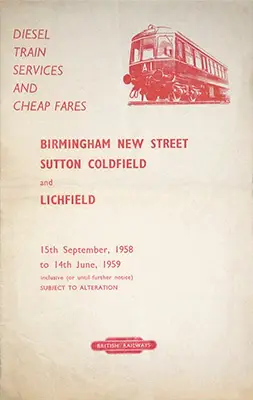 DIESEL
TRAIN
SERVICES
AND
CHEAP FARES
A1
BIRMINGHAM NEW STREET
SUTTON COLDFIELD
and
LICHFIELD
15th September, 1958
to 14th June, 1959
inclusive (or until further notice)
SUBJECT TO ALTERATION
BRITISH RAILWAYS